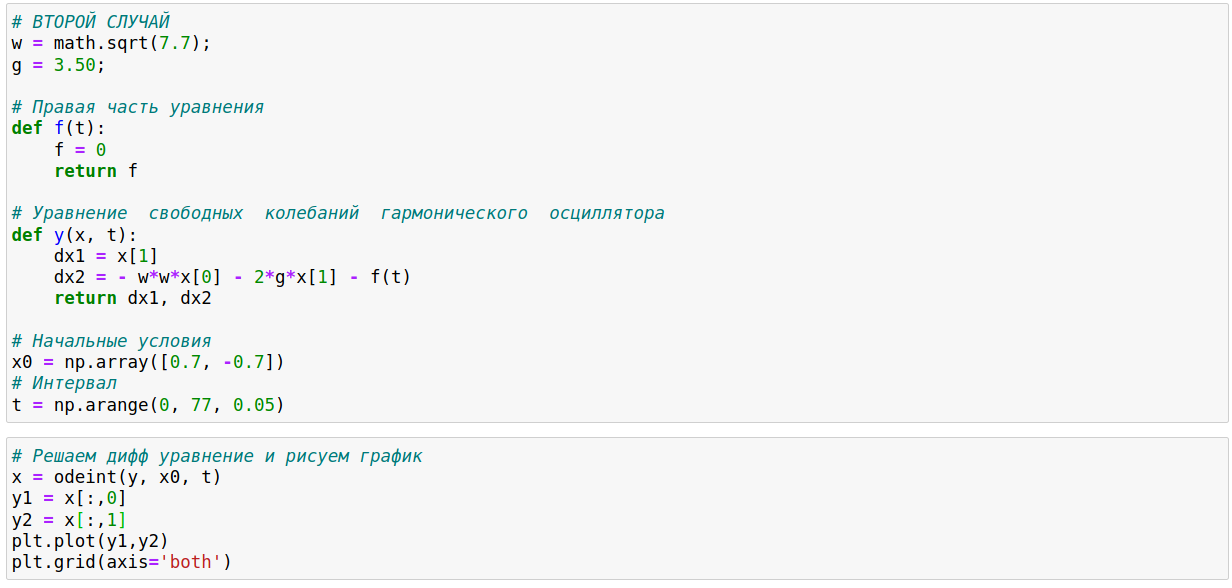 # ВТОРОЙ СЛУЧАЙ
w = math.sqrt(7.7);
g = 3.50;
# Правая часть уравнения
def f(t):
    f = 0
    return f
# Уравнение  свободных  колебаний  гармонического  осциллятора
def y(x, t):
    dx1 = x[1]
    dx2 = - w*w*x[0] - 2*g*x[1] - f(t)
    return dx1, dx2
# Начальные условия
x0 = np.array([0.7, -0.7])
# Интервал
t = np.arange(0, 77, 0.05)
# Решаем дифф уравнение и рисуем график
x = odeint(y, x0, t)
y1 = x[:,0]
y2 = x[:,1]
plt.plot(y1,y2)
plt.grid(axis='both')